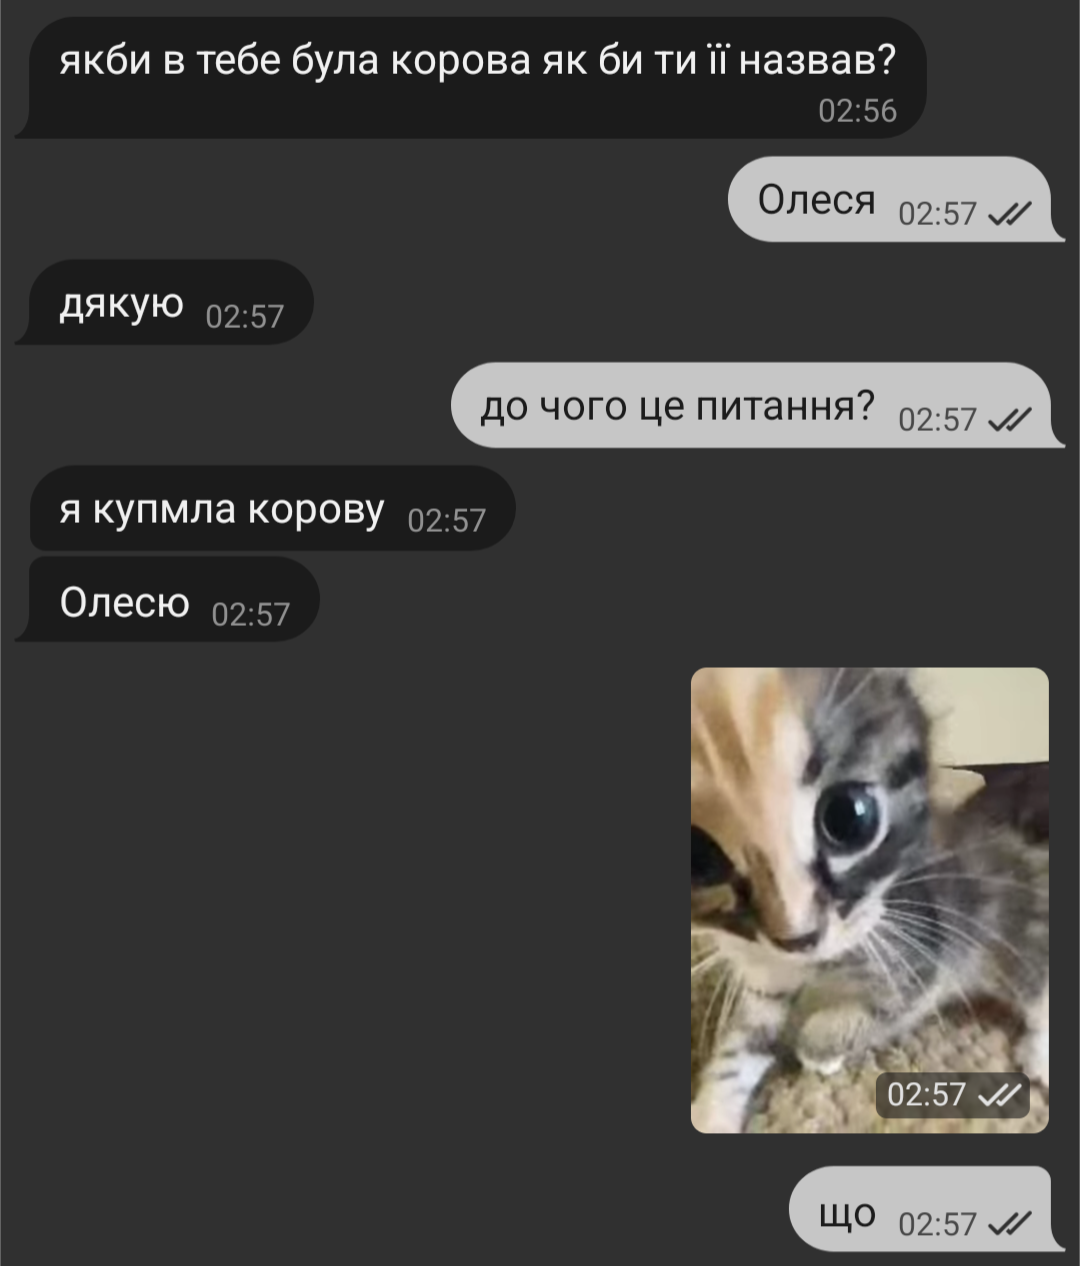 якби в тебе була корова як би ти її назвав?
02:56
Олеся 02:57
дякую 02:57
до чого це питання? 02:57
я купмла корову 02:57
Олесю 02:57
02:57
що 02:57